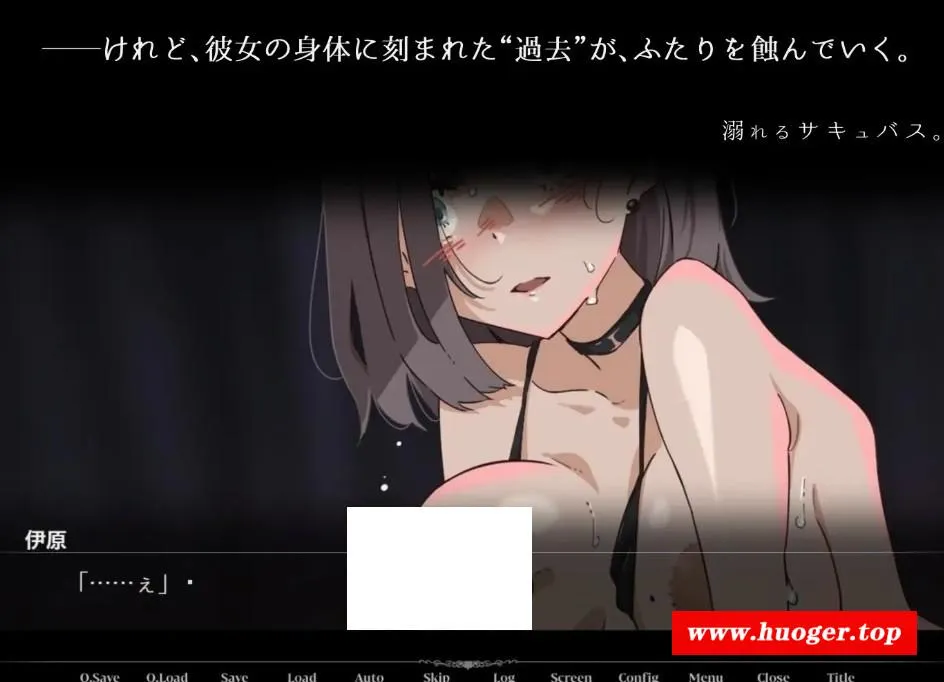 ――けれど、彼女の身体に刻まれた“過去”が、ふたりを蝕んでいく。
溺れるサキュバス。
伊原
「……ぇ」
www.huoger.top
Q.Save Q.Load Save Load Auto Skip Log Screen Config Menu Close Title